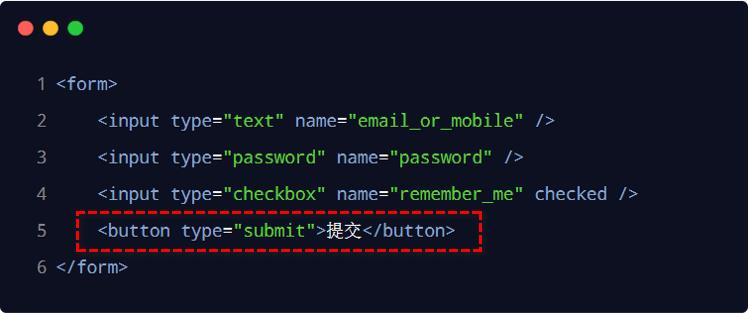 1 <form>
2 <input type="text" name="email_or_mobile" />
3 <input type="password" name="password" />
4 <input type="checkbox" name="remember_me" checked />
5 <button type="submit">提交</button>
6 </form>